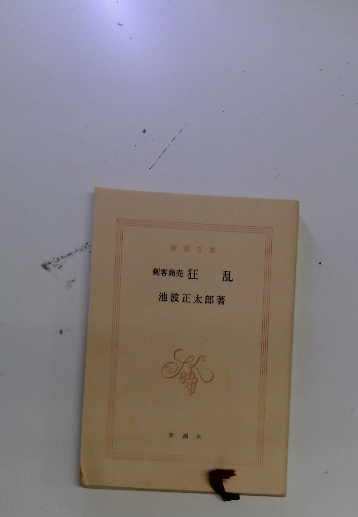 新潮文庫
剣客商売 狂乱
池波正太郎著
新潮社